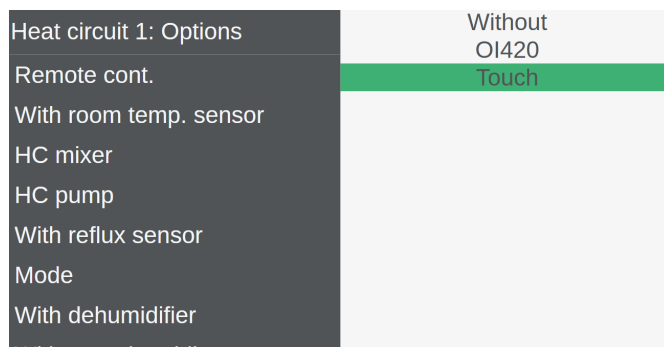 Heat circuit 1: Options
Remote cont.
With room temp. sensor
HC mixer
HC pump
With reflux sensor
Mode
With dehumidifier
Without
OI420
Touch